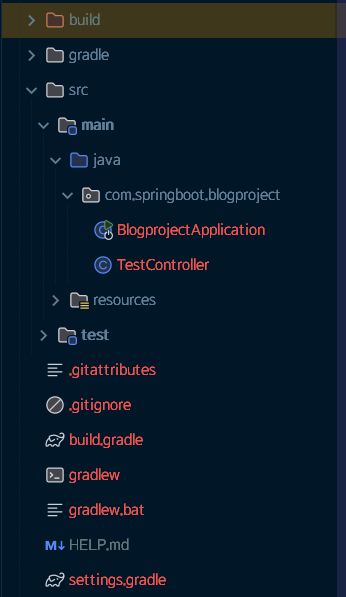 build
gradle
src
main
java
com.springboot.blogproject
BlogprojectApplication
TestController
resources
test
.gitattributes
.gitignore
build.gradle
gradlew
gradlew.bat
HELP.md
settings.gradle